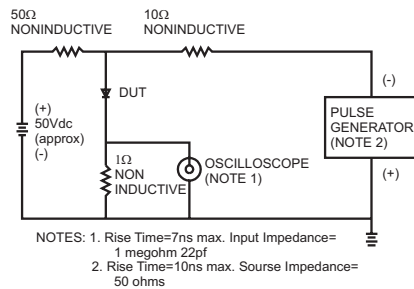 50Ω
NONINDUCTIVE
10Ω
NONINDUCTIVE
DUT
(+)
50Vdc
(approx)
(-)
(-)
PULSE
GENERATOR
(NOTE 2)
(+)
1Ω
NON
INDUCTIVE
OSCILLOSCOPE
(NOTE 1)
NOTES: 1. Rise Time=7ns max. Input Impedance=
1 megohm 22pf
2. Rise Time=10ns max. Sourse Impedance=
50 ohms